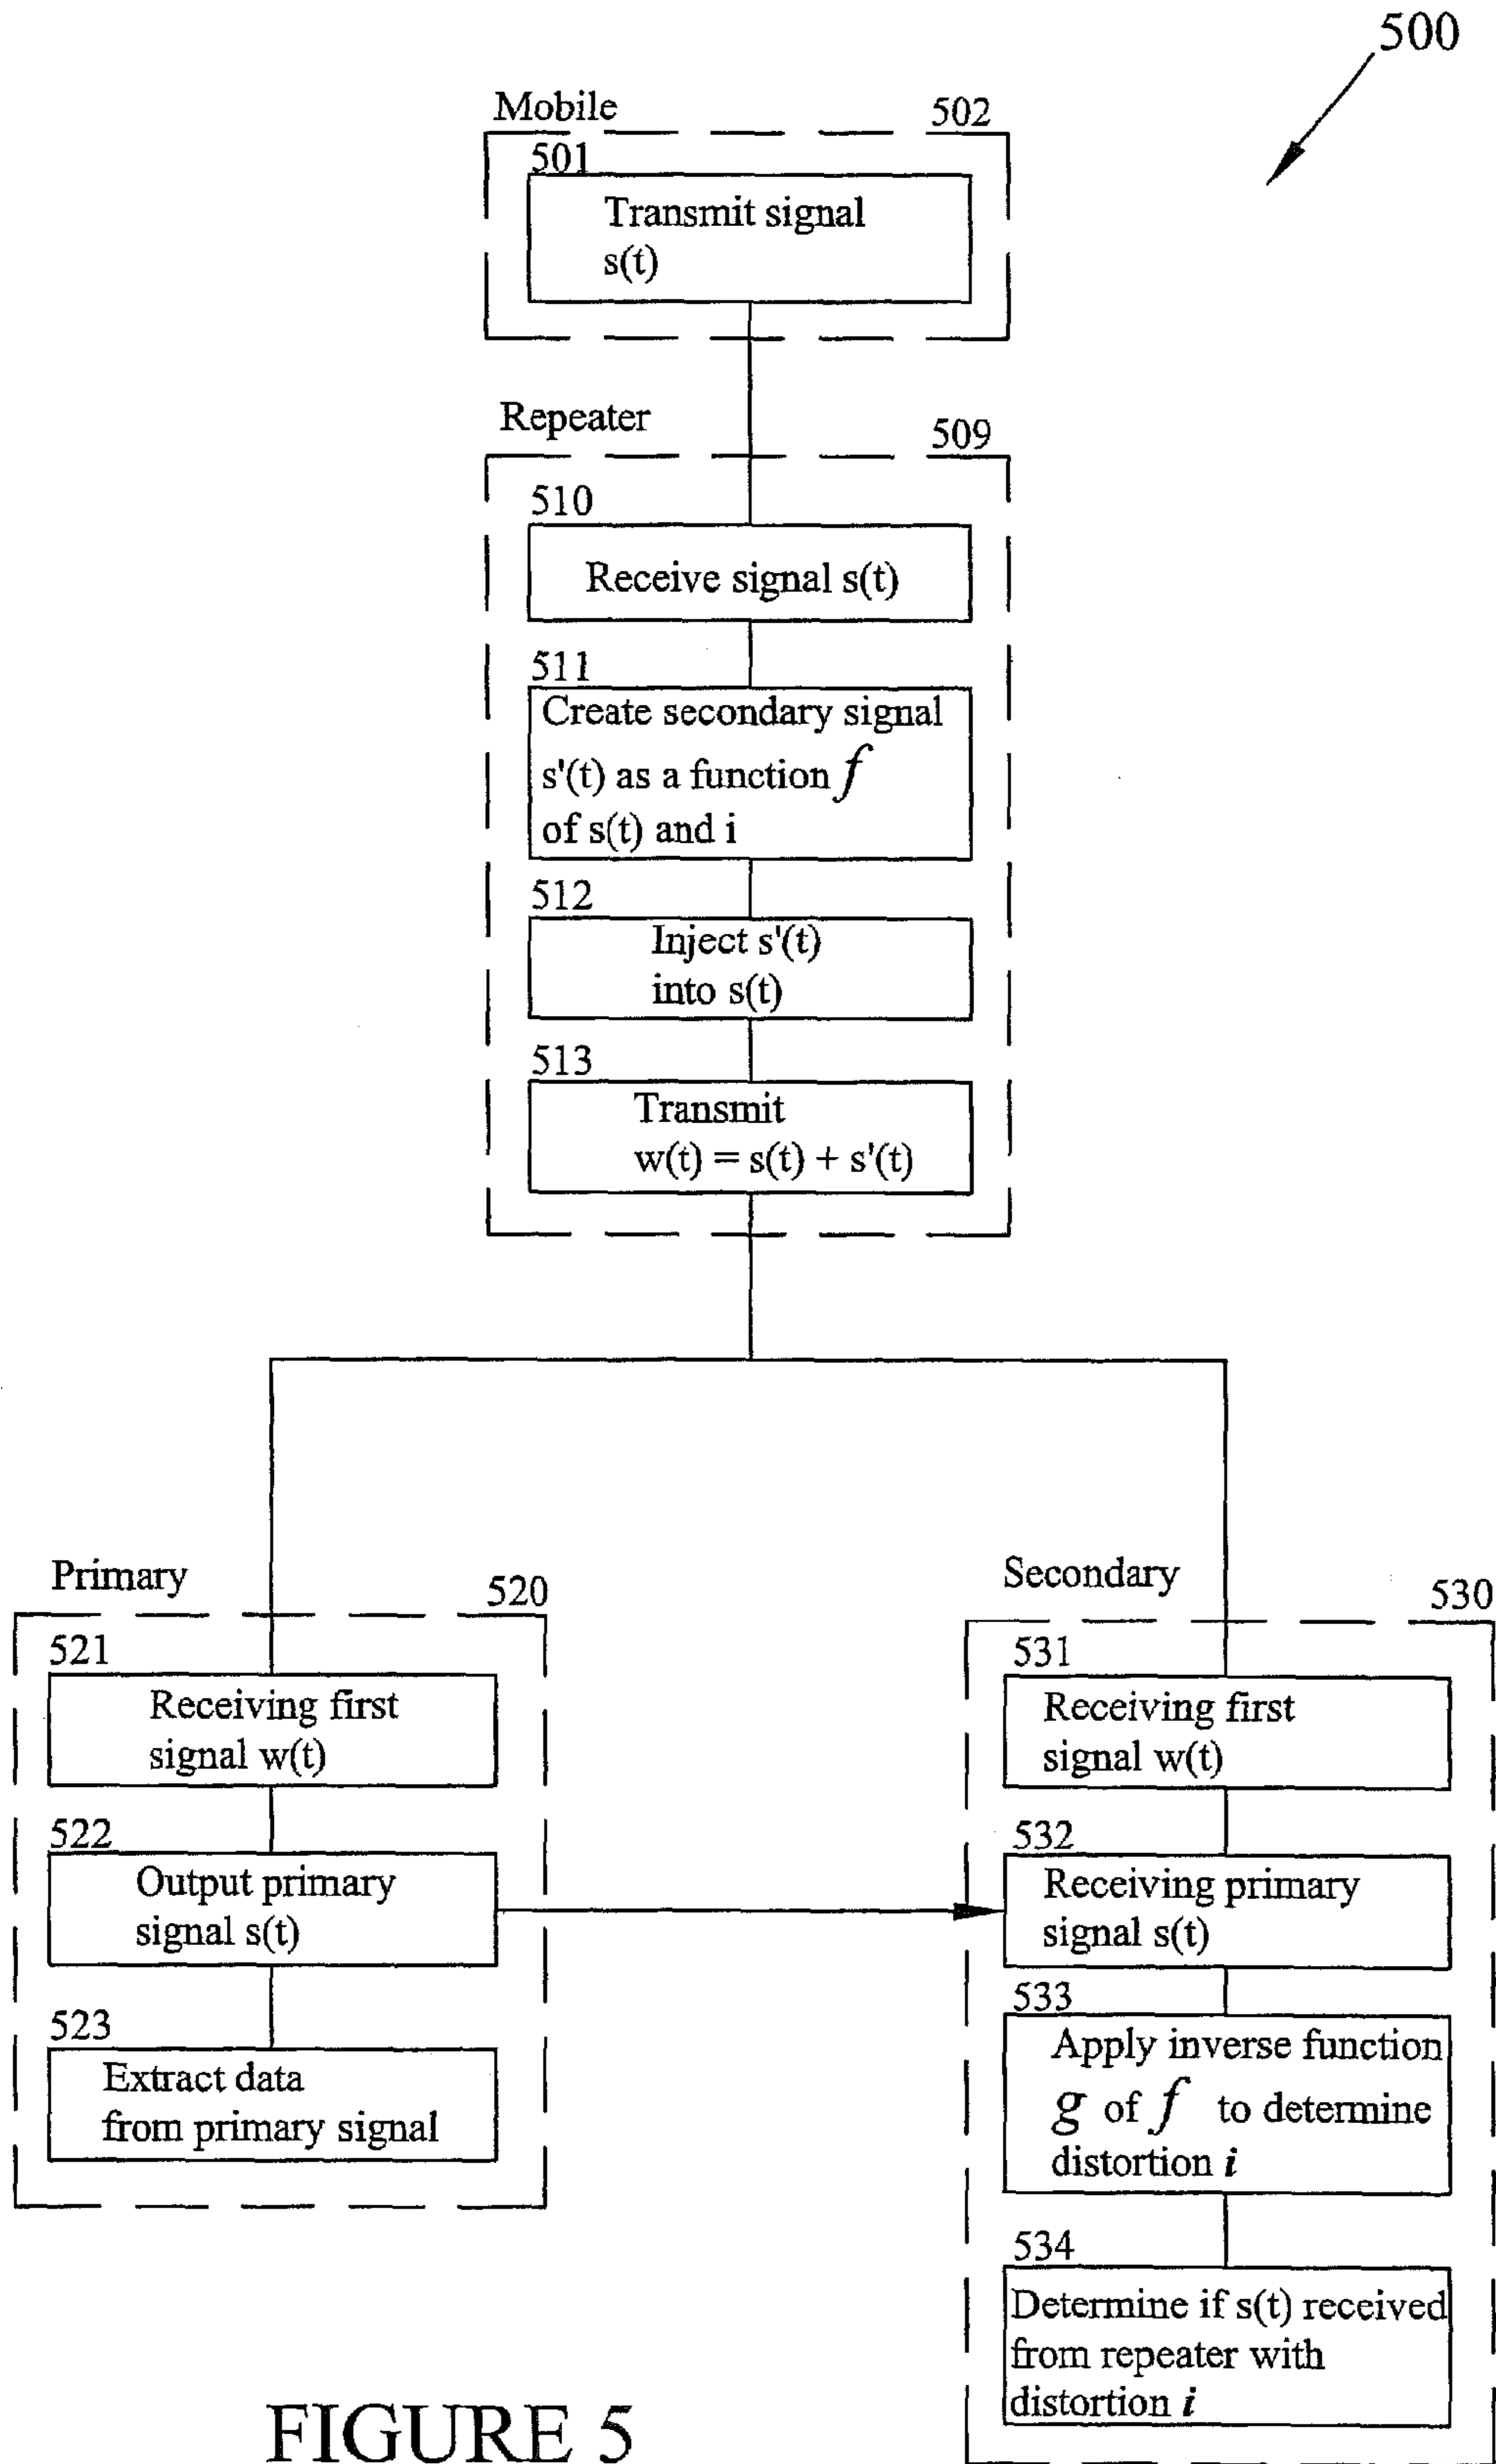 500
Mobile
502
501
Transmit signal
s(t)
Repeater
509
510
Receive signal s(t)
511
Create secondary signal
s'(t) as a function f
of s(t) and i
512
Inject s'(t)
into s(t)
513
Transmit
w(t) = s(t) + s'(t)
Primary
520
521
Receiving first
signal w(t)
522
Output primary
signal s(t)
523
Extract data
from primary signal
Secondary
530
531
Receiving first
signal w(t)
532
Receiving primary
signal s(t)
533
Apply inverse function
g of f to determine
distortion i
534
Determine if s(t) received
from repeater with
distortion i
FIGURE 5